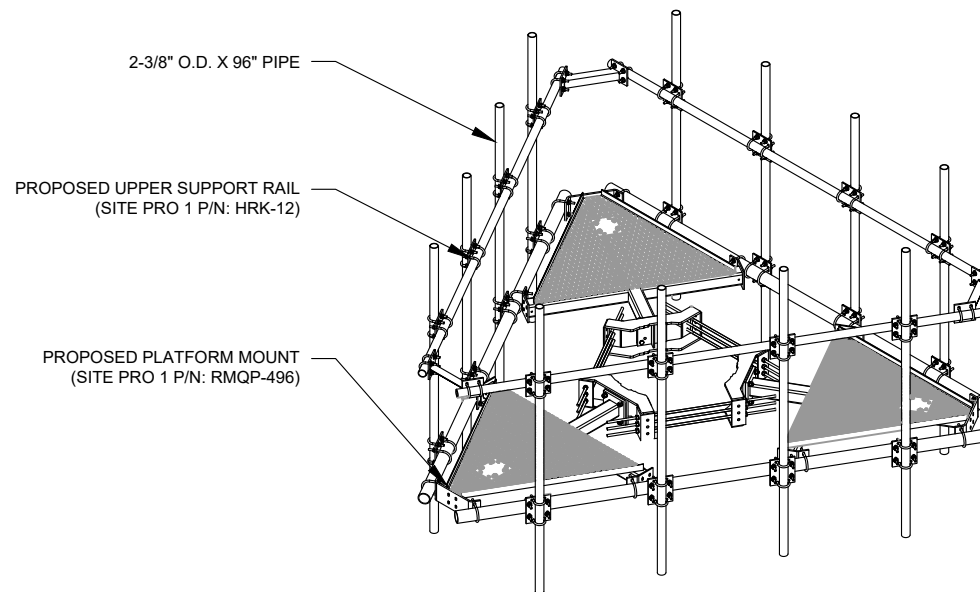 2-3/8" O.D. X 96" PIPE
PROPOSED UPPER SUPPORT RAIL
(SITE PRO 1 P/N: HRK-12)
PROPOSED PLATFORM MOUNT
(SITE PRO 1 P/N: RMQP-496)